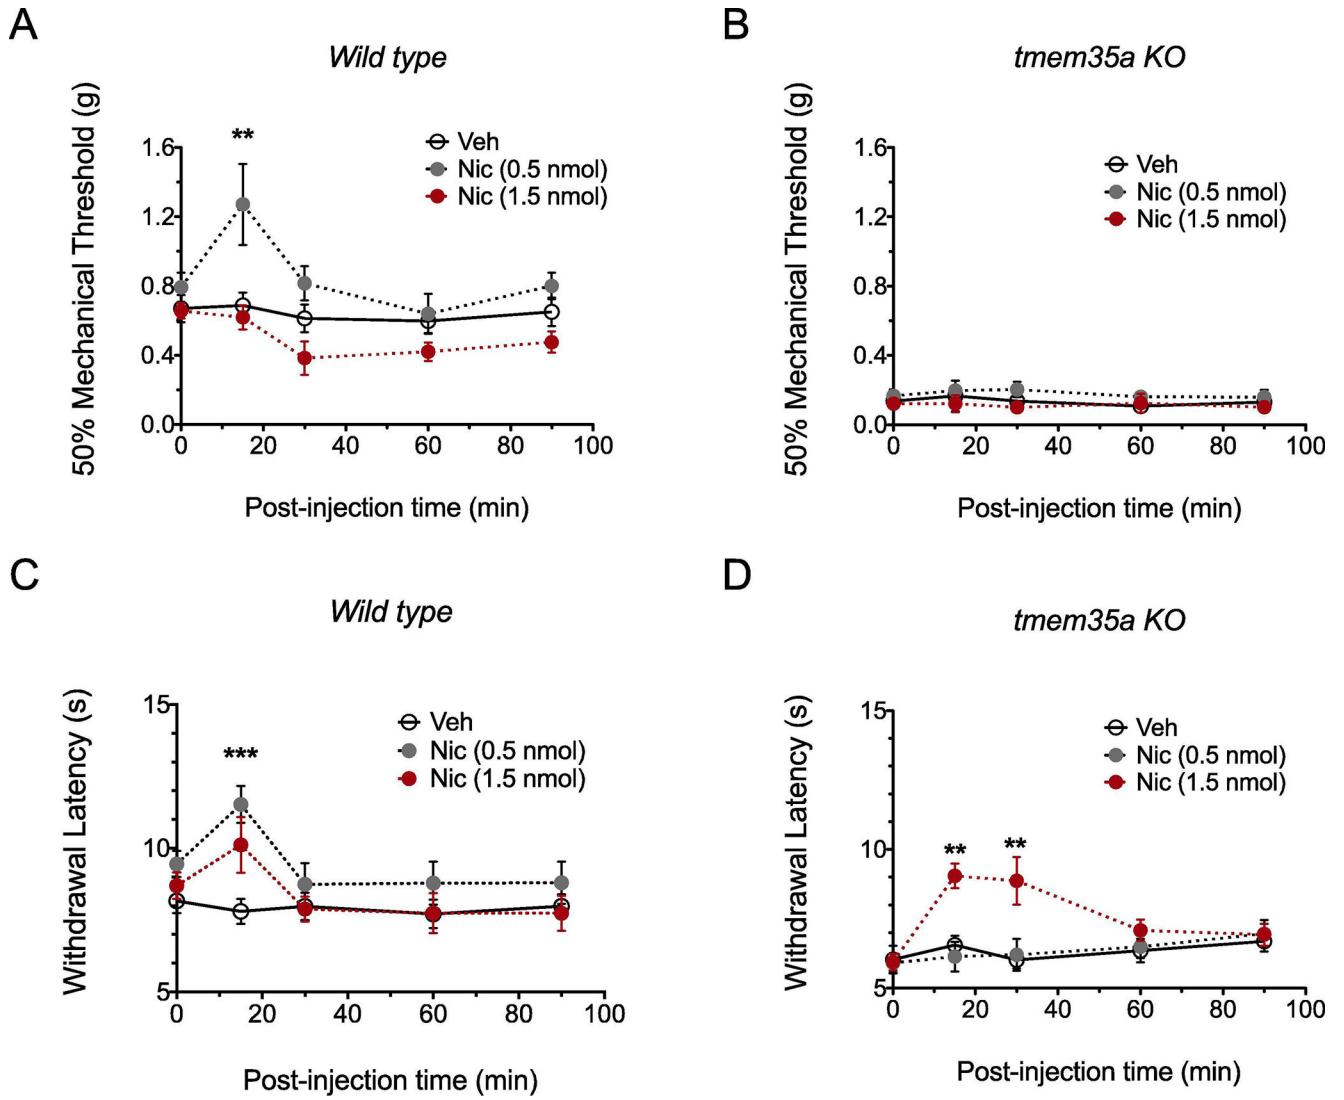 A
Wild type
50% Mechanical Threshold (g)
**
Veh
Nic (0.5 nmol)
Nic (1.5 nmol)
1.6
1.2
0.8
0.4
0.0
0 20 40 60 80 100
Post-injection time (min)
B
tmem35a KO
50% Mechanical Threshold (g)
Veh
Nic (0.5 nmol)
Nic (1.5 nmol)
1.6
1.2
0.8
0.4
0.0
0 20 40 60 80 100
Post-injection time (min)
C
Wild type
Withdrawal Latency (s)
***
Veh
Nic (0.5 nmol)
Nic (1.5 nmol)
15
10
5
0 20 40 60 80 100
Post-injection time (min)
D
tmem35a KO
Withdrawal Latency (s)
** **
Veh
Nic (0.5 nmol)
Nic (1.5 nmol)
15
10
5
0 20 40 60 80 100
Post-injection time (min)